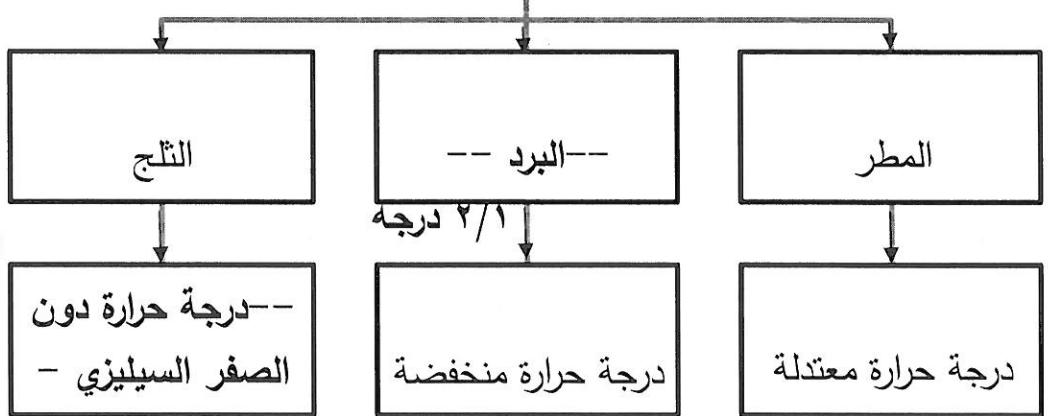 المطر
--البرد --
الثلج
٢/١ درجة
درجة حرارة معتدلة
درجة حرارة منخفضة
--درجة حرارة دون
الصفر السيليزي -